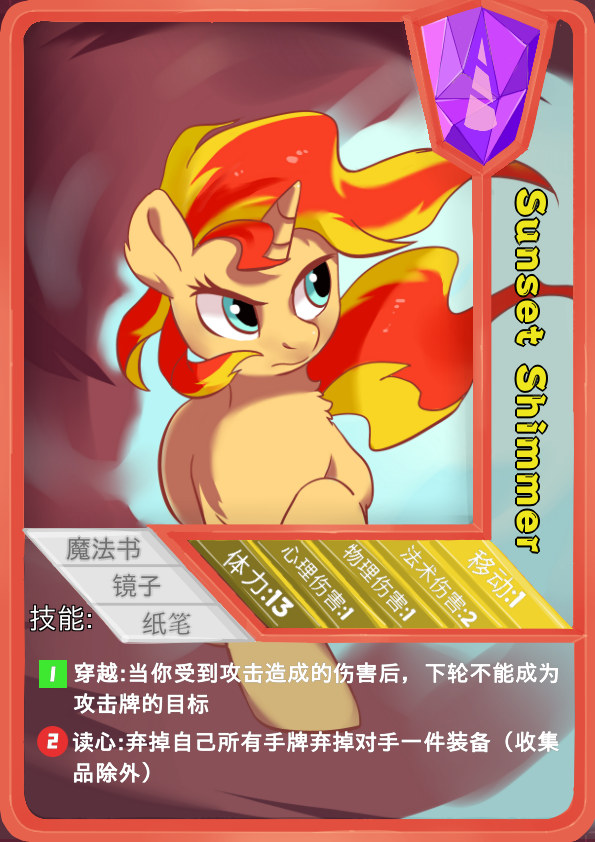 Sunset Shimmer
魔法书
镜子
纸笔
技能:
体力:13
心理伤害:1
物理伤害:1
法术伤害:2
移动:1
1 穿越:当你受到攻击造成的伤害后，下轮不能成为
攻击牌的目标
2 读心:弃掉自己所有手牌弃掉对手一件装备（收集
品除外）